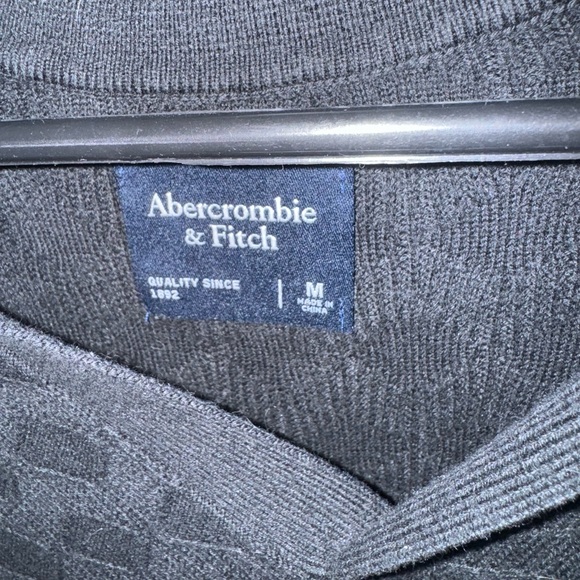 Abercrombie
& Fitch
QUALITY SINCE
1892
M
MADE IN
CHINA